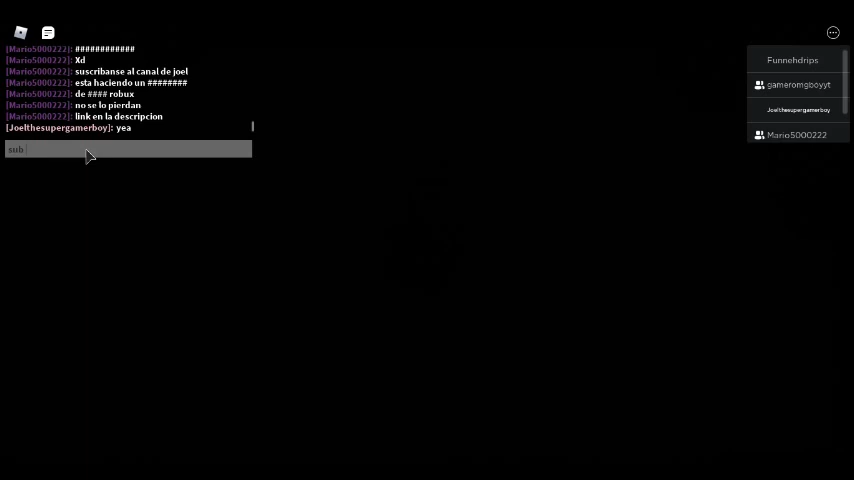 [Mario5000222]: ############
[Mario5000222]: Xd
[Mario5000222]: suscribanse al canal de joel
[Mario5000222]: esta haciendo un ########
[Mario5000222]: de #### robux
[Mario5000222]: no se lo pierdan
[Mario5000222]: link en la descripcion
[Joelthesupergamerboy]: yea
sub
Funnehdrips
gameromgboyyt
Joelthesupergamerboy
Mario5000222